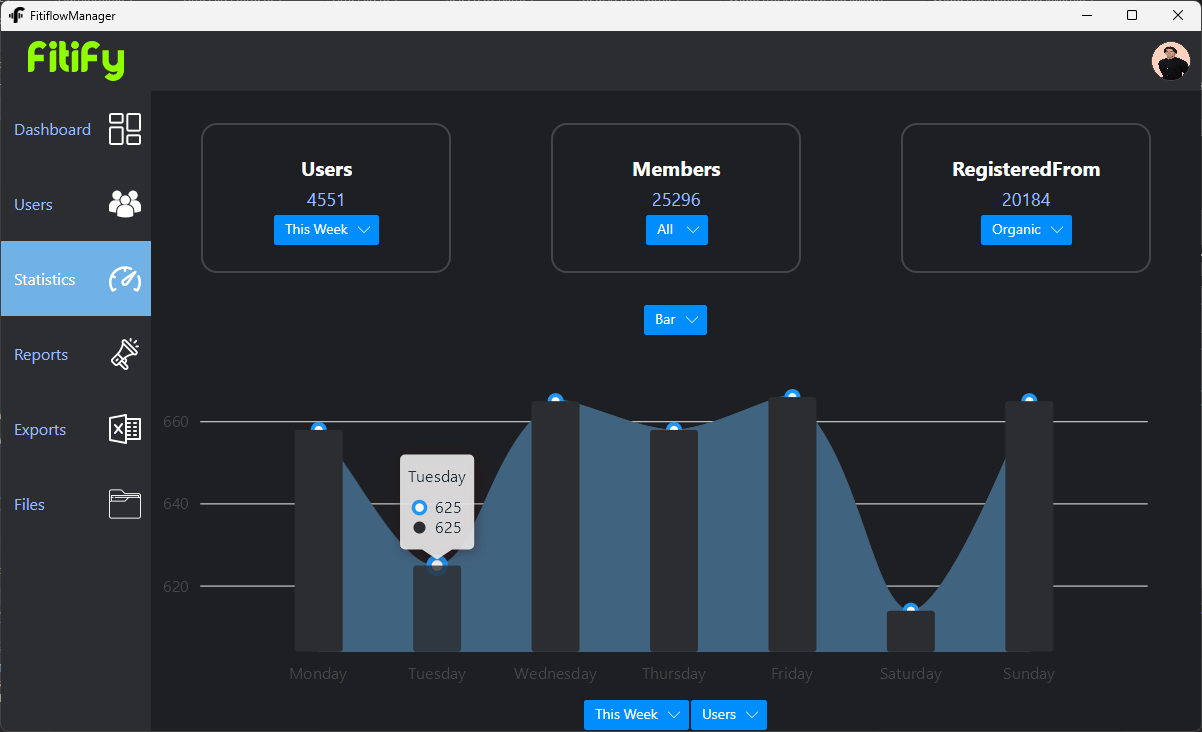 FitiflowManager
FitiFy
Dashboard
Users
Statistics
Reports
Exports
Files
Users
4551
This Week
Members
25296
All
RegisteredFrom
20184
Organic
Bar
660
640
620
Tuesday
625
625
Monday Tuesday Wednesday Thursday Friday Saturday Sunday
This Week Users